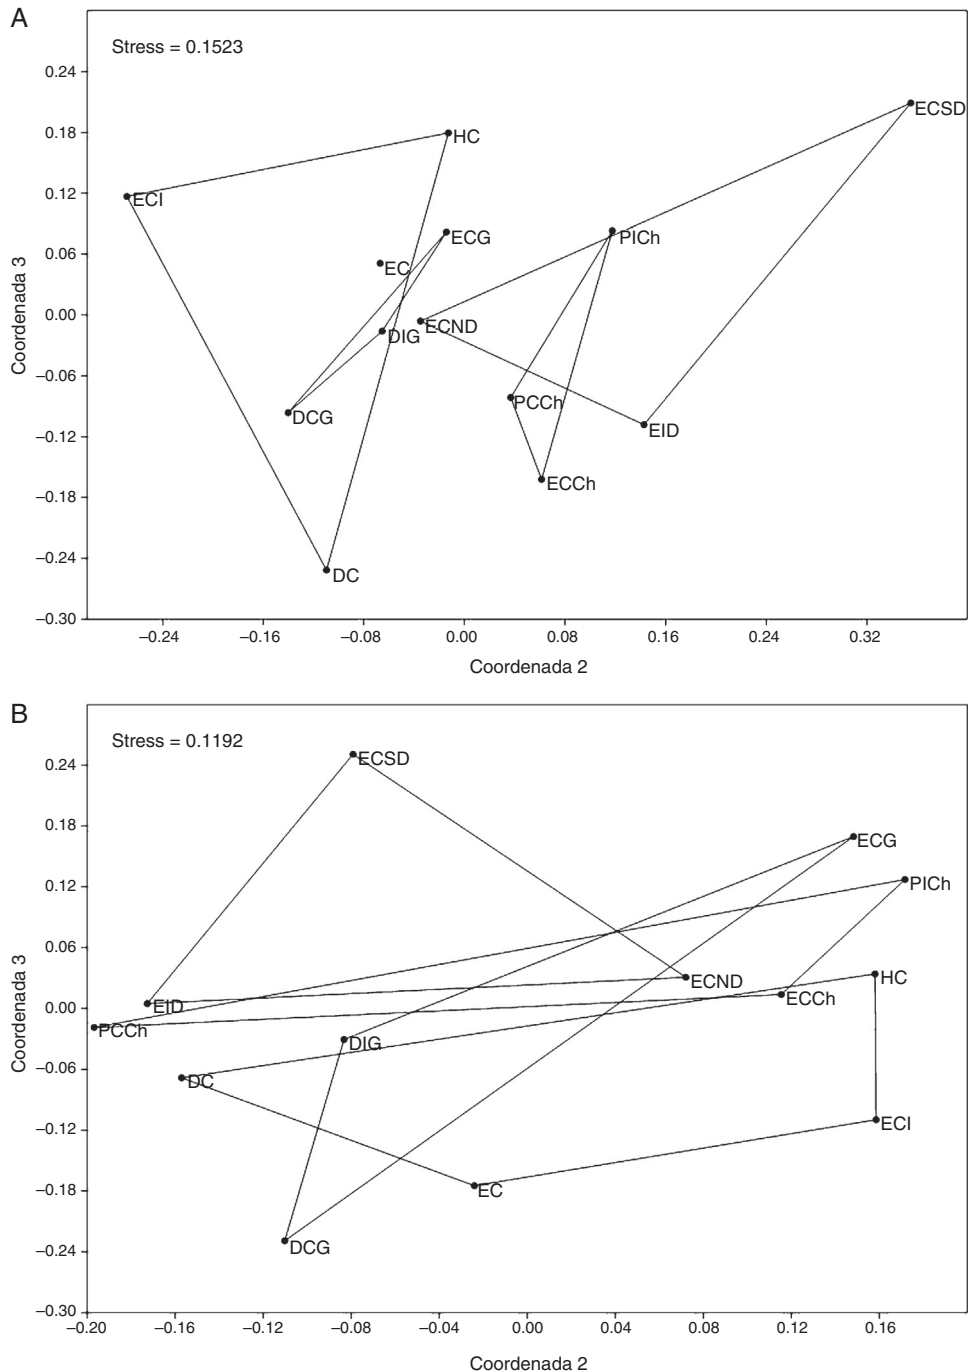 A
Stress = 0.1523
0.24
ECSD
0.18
HC
0.12
ECI
ECG
PICh
0.06
EC
0.00
ECND
DIG
−0.06
PCCh
DCG
EID
−0.12
ECCh
−0.18
−0.24
DC
−0.30
−0.24 −0.16 −0.08 0.00 0.08 0.16 0.24 0.32
Coordenada 3
Coordenada 2
B
Stress = 0.1192
ECSD
0.24
0.18
ECG
0.12
PICh
0.06
HC
ECND
ECCh
0.00
EID
PCCh
DIG
−0.06
DC
−0.12
ECI
−0.18
EC
−0.24
DCG
−0.30
−0.20 −0.16 −0.12 −0.08 −0.04 0.00 0.04 0.08 0.12 0.16
Coordenada 3
Coordenada 2